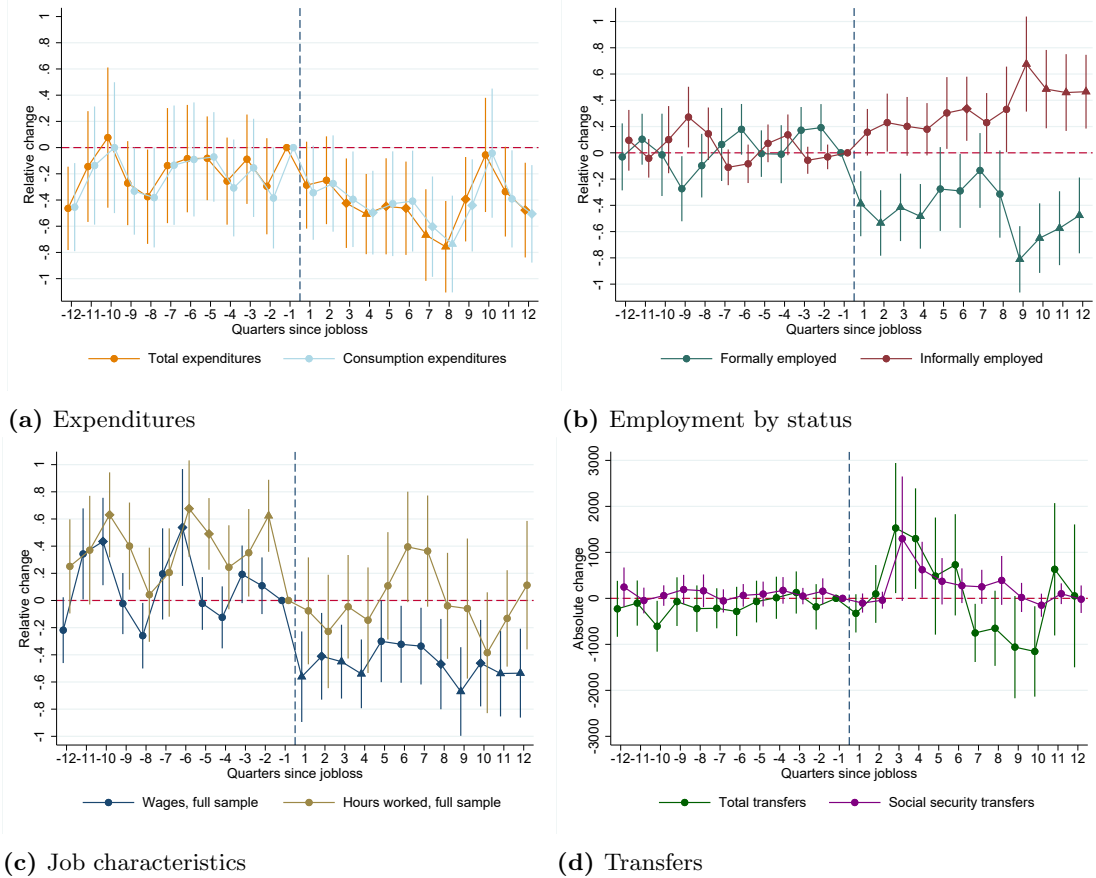 1
.8
.6
.4
.2
0
-.2
-.4
-.6
-.8
-1
Relative change
-12 -11 -10 -9 -8 -7 -6 -5 -4 -3 -2 -1 1 2 3 4 5 6 7 8 9 10 11 12
Quarters since jobloss
Total expenditures Consumption expenditures
(a) Expenditures
1
.8
.6
.4
.2
0
-.2
-.4
-.6
-.8
-1
Relative change
-12 -11 -10 -9 -8 -7 -6 -5 -4 -3 -2 -1 1 2 3 4 5 6 7 8 9 10 11 12
Quarters since jobloss
Formally employed Informally employed
(b) Employment by status
1
.8
.6
.4
.2
0
-.2
-.4
-.6
-.8
-1
Relative change
-12 -11 -10 -9 -8 -7 -6 -5 -4 -3 -2 -1 1 2 3 4 5 6 7 8 9 10 11 12
Quarters since jobloss
Wages, full sample Hours worked, full sample
(c) Job characteristics
3000
2000
1000
0
-1000
-2000
-3000
Absolute change
-12 -11 -10 -9 -8 -7 -6 -5 -4 -3 -2 -1 1 2 3 4 5 6 7 8 9 10 11 12
Quarters since jobloss
Total transfers Social security transfers
(d) Transfers